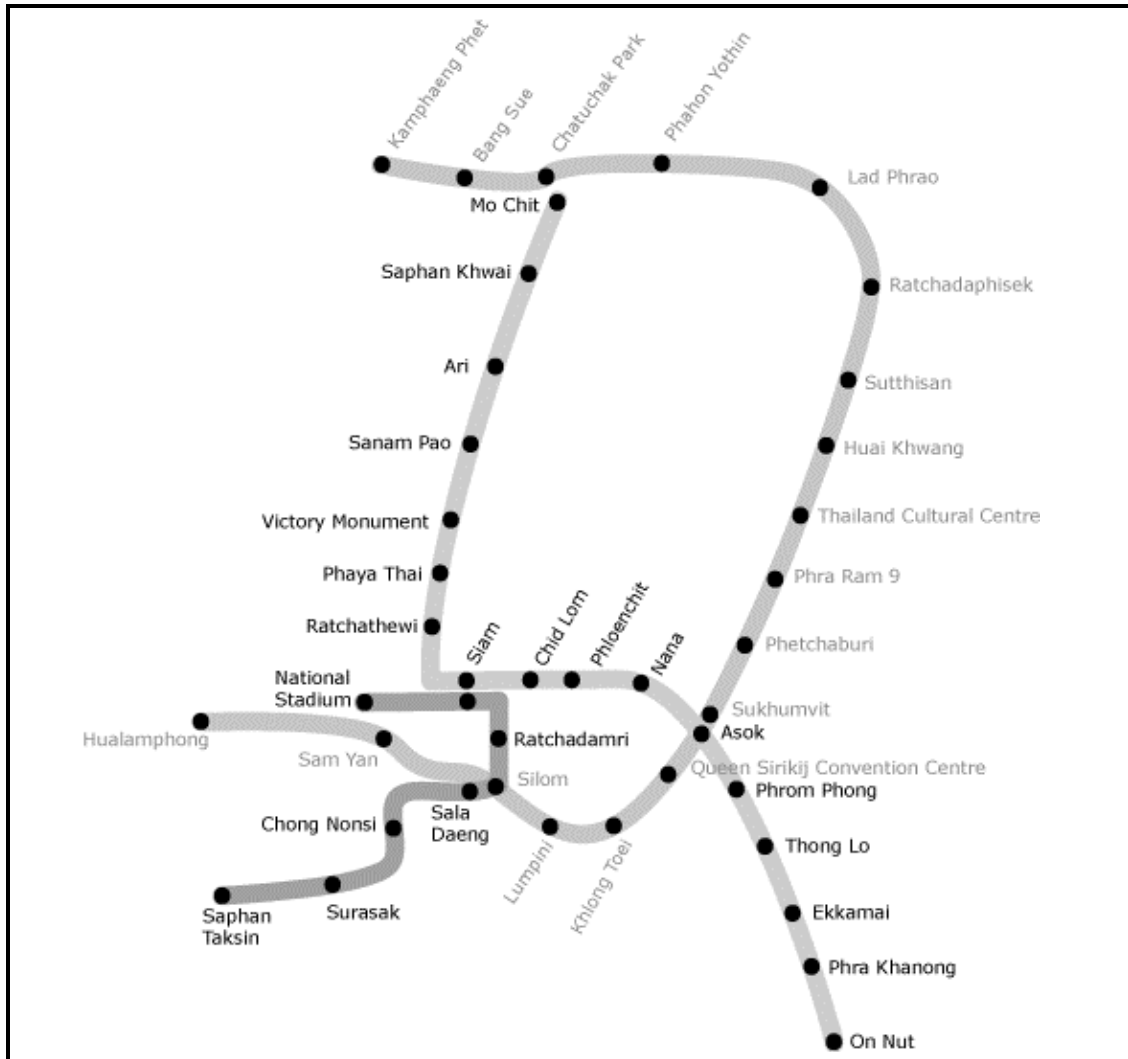 Kamphaeng Phet
Bang Sue
Chatuchak Park
Phahon Yothin
Lad Phrao
Mo Chit
Saphan Khwai
Ratchadaphisek
Ari
Sutthisan
Sanam Pao
Huai Khwang
Victory Monument
Thailand Cultural Centre
Phaya Thai
Phra Ram 9
Ratchathewi
Siam
Chid Lom
Phloenchit
Nana
Phetchaburi
National
Stadium
Sukhumvit
Asok
Hualamphong
Sam Yan
Ratchadamri
Silom
Queen Sirikij Convention Centre
Phrom Phong
Chong Nonsi
Sala
Daeng
Lumpini
Khlong Toei
Thong Lo
Saphan
Taksin
Surasak
Ekkamai
Phra Khanong
On Nut